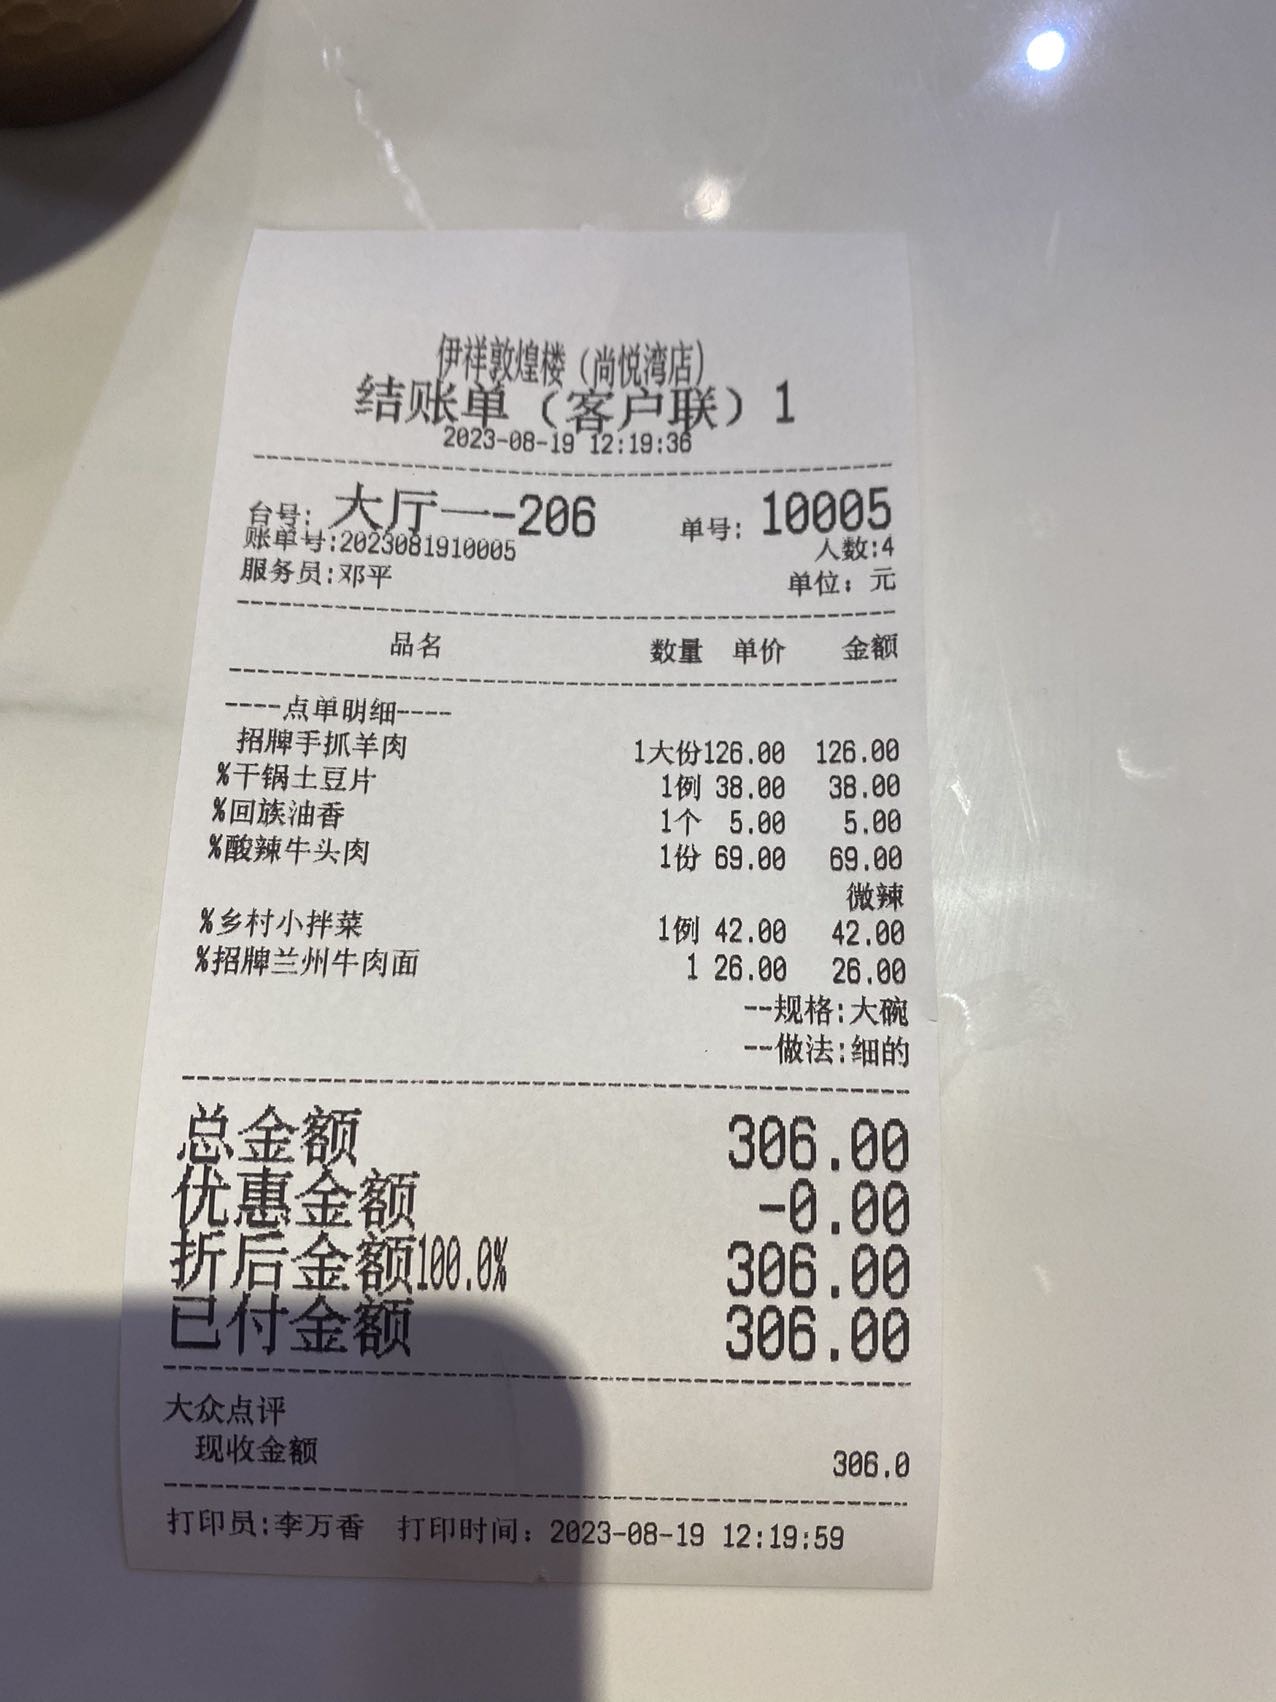 伊祥敦煌楼（尚悦湾店）
结账单（客户联）1
2023-08-19 12:19:36
台号: 大厅一-206 单号: 10005
账单号:2023081910005 人数:4
服务员:邓平 单位: 元
品名 数量 单价 金额
----点单明细----
招牌手抓羊肉 1大份126.00 126.00
%干锅土豆片 1例 38.00 38.00
%回族油香 1个 5.00 5.00
%酸辣牛头肉 1份 69.00 69.00
微辣
%乡村小拌菜 1例 42.00 42.00
%招牌兰州牛肉面 1 26.00 26.00
--规格:大碗
--做法:细的
总金额 306.00
优惠金额 -0.00
折后金额100.0% 306.00
已付金额 306.00
大众点评
现收金额 306.0
打印员:李万香 打印时间: 2023-08-19 12:19:59